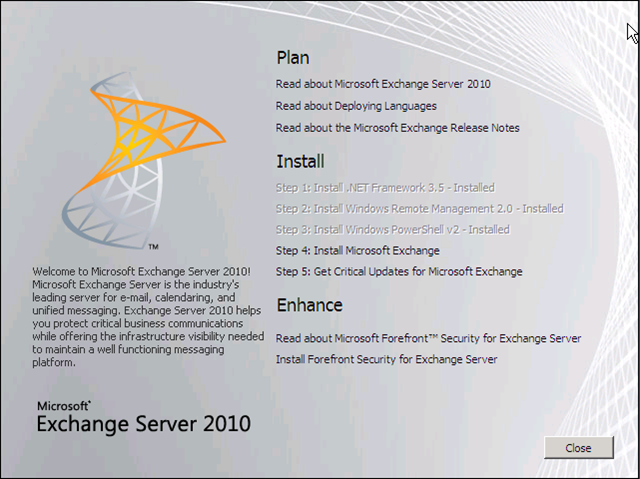 Plan
Read about Microsoft Exchange Server 2010
Read about Deploying Languages
Read about the Microsoft Exchange Release Notes
Install
Step 1: Install .NET Framework 3.5 - Installed
Step 2: Install Windows Remote Management 2.0 - Installed
Step 3: Install Windows PowerShell v2 - Installed
Step 4: Install Microsoft Exchange
Step 5: Get Critical Updates for Microsoft Exchange
Enhance
Read about Microsoft Forefront™ Security for Exchange Server
Install Forefront Security for Exchange Server
TM
Welcome to Microsoft Exchange Server 2010!
Microsoft Exchange Server is the industry's
leading server for e-mail, calendaring, and
unified messaging. Exchange Server 2010 helps
you protect critical business communications
while offering the infrastructure visibility needed
to maintain a well functioning messaging
platform.
Microsoft®
Exchange Server 2010
Close